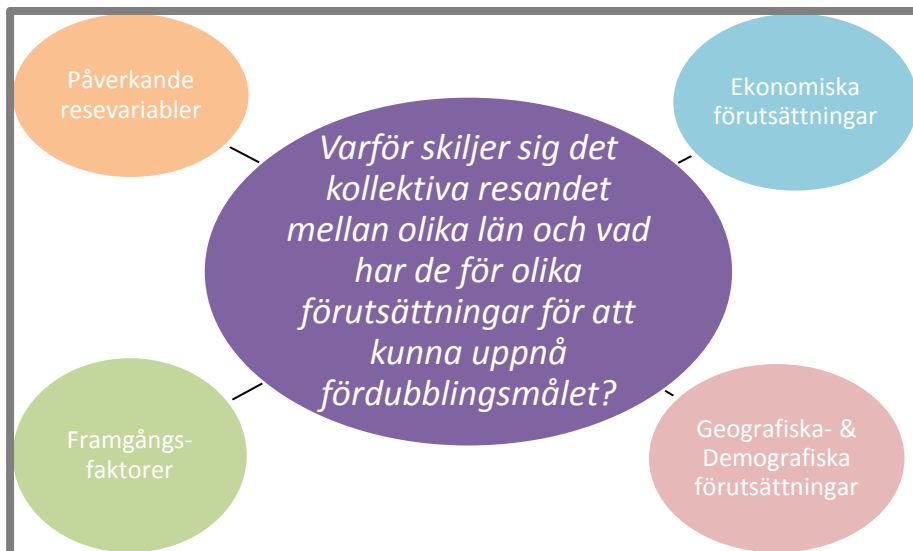 Påverkande
resevariabler
Ekonomiska
förutsättningar
Varför skiljer sig det
kollektiva resandet
mellan olika län och vad
har de för olika
förutsättningar för att
kunna uppnå
fördubblingsmålet?
Framgångs-
faktorer
Geografiska- &
Demografiska
förutsättningar